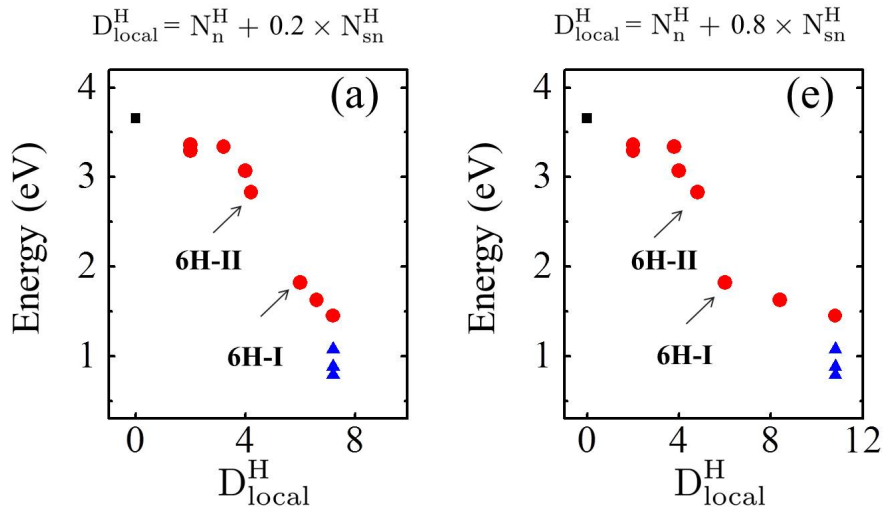 D^H_local = N^H_n + 0.2 × N^H_sn
(a)
Energy (eV)
4
3
2
1
6H-II
6H-I
0 4 8
D^H_local
D^H_local = N^H_n + 0.8 × N^H_sn
(e)
Energy (eV)
4
3
2
1
6H-II
6H-I
0 4 8 12
D^H_local